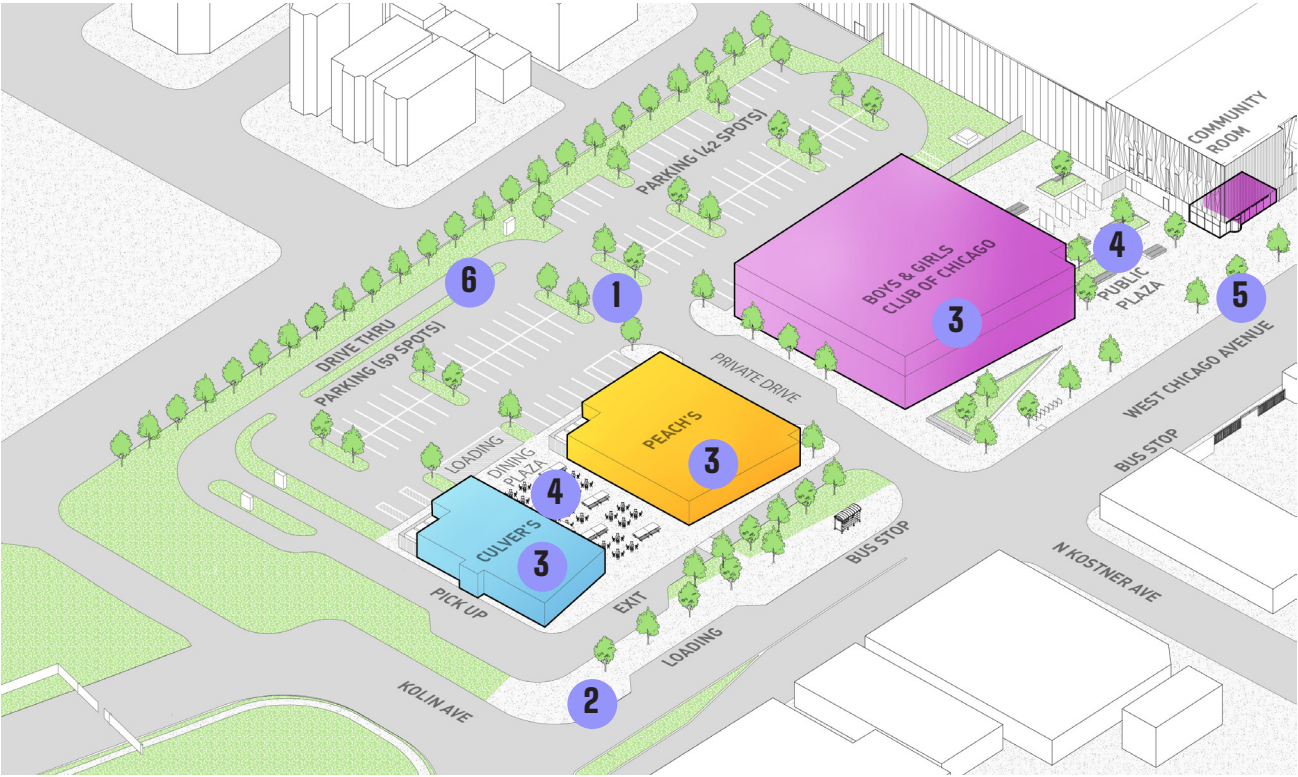 COMMUNITY
ROOM
PARKING (42 SPOTS)
BOYS & GIRLS
CLUB OF CHICAGO
3
4
PUBLIC
PLAZA
5
WEST CHICAGO AVENUE
6
1
DRIVE THRU
PARKING (59 SPOTS)
PRIVATE DRIVE
PEACH'S
3
LOADING
DINING
PLAZA
4
CULVER'S
3
PICK UP
EXIT
LOADING
BUS STOP
BUS STOP
N KOSTNER AVE
KOLIN AVE
2